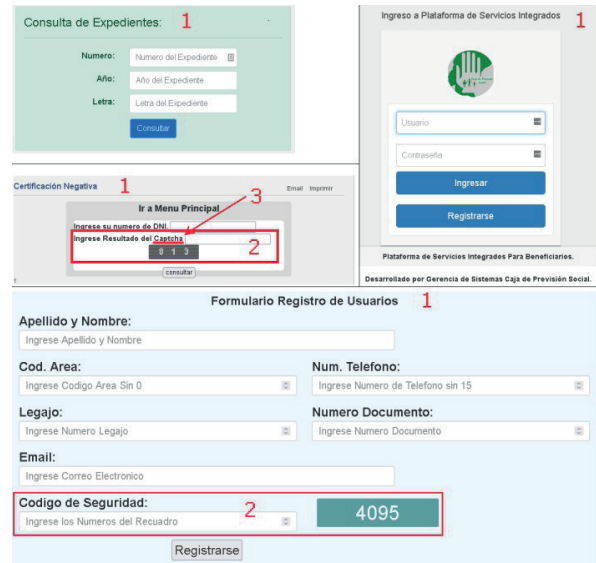 Consulta de Expedientes: 1
Numero: Numero del Expediente
Año: Año del Expediente
Letra: Letra del Expediente
Consultar
Ingreso a Plataforma de Servicios Integrados 1
Usuario
Contraseña
Ingresar
Registrarse
Plataforma de Servicios Integrados Para Beneficiarios.
Desarrollado por Gerencia de Sistemas Caja de Previsión Social.
Certificación Negativa 1 3 Email Imprimir
Ir a Menu Principal
Ingrese su numero de DNI.
Ingrese Resultado del Captcha 2
8 1 3
consultar
1
Formulario Registro de Usuarios 1
Apellido y Nombre:
Ingrese Apellido y Nombre
Cod. Area: Num. Telefono:
Ingrese Codigo Area Sin 0 Ingrese Numero de Telefono sin 15
Legajo: Numero Documento:
Ingrese Numero Legajo Ingrese Numero Documento
Email:
Ingrese Correo Electronico
Codigo de Seguridad: 2 4095
Ingrese los Numeros del Recuadro
Registrarse